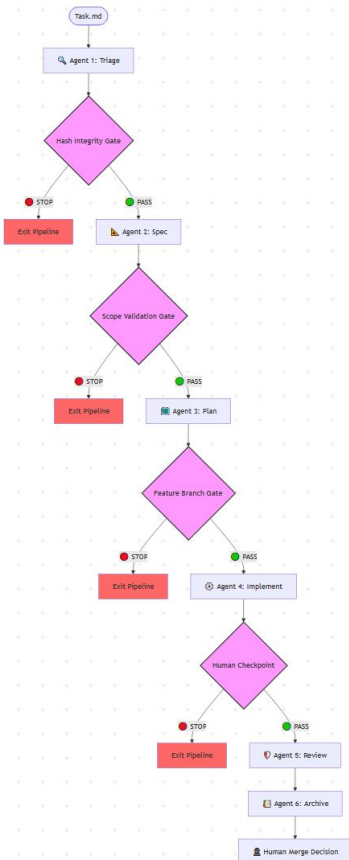 Task.md
🔍 Agent 1: Triage
Hash Integrity Gate
🔴 STOP
🟢 PASS
Exit Pipeline
📐 Agent 2: Spec
Scope Validation Gate
🔴 STOP
🟢 PASS
Exit Pipeline
🗺️ Agent 3: Plan
Feature Branch Gate
🔴 STOP
🟢 PASS
Exit Pipeline
⚙️ Agent 4: Implement
Human Checkpoint
🔴 STOP
🟢 PASS
Exit Pipeline
🛡️ Agent 5: Review
📒 Agent 6: Archive
👤 Human Merge Decision